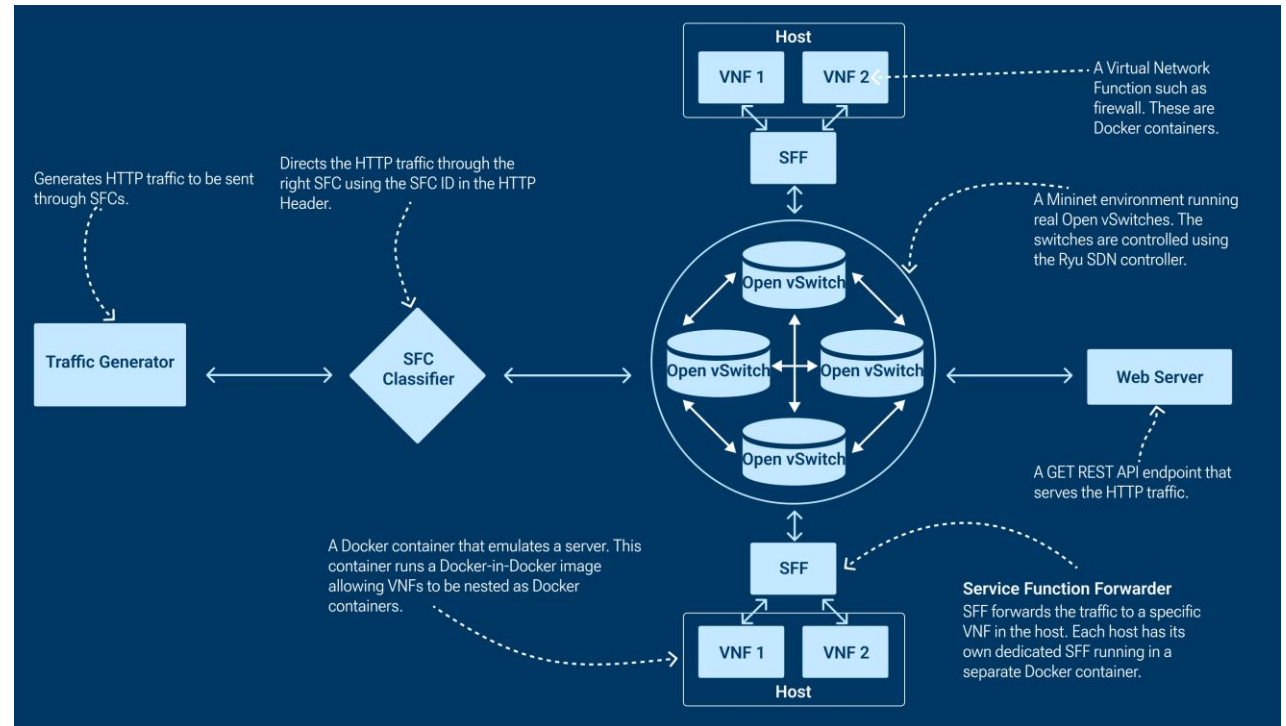 Host
VNF 1
VNF 2
A Virtual Network
Function such as
firewall. These are
Docker containers.
SFF
Directs the HTTP traffic through the
right SFC using the SFC ID in the HTTP
Header.
Generates HTTP traffic to be sent
through SFCs.
A Mininet environment running
real Open vSwitches. The
switches are controlled using
the Ryu SDN controller.
Open vSwitch
Traffic Generator
SFC
Classifier
Open vSwitch
Open vSwitch
Web Server
Open vSwitch
A GET REST API endpoint that
serves the HTTP traffic.
A Docker container that emulates a server. This
container runs a Docker-in-Docker image
allowing VNFs to be nested as Docker
containers.
SFF
Service Function Forwarder
SFF forwards the traffic to a specific
VNF in the host. Each host has its
own dedicated SFF running in a
separate Docker container.
VNF 1
VNF 2
Host